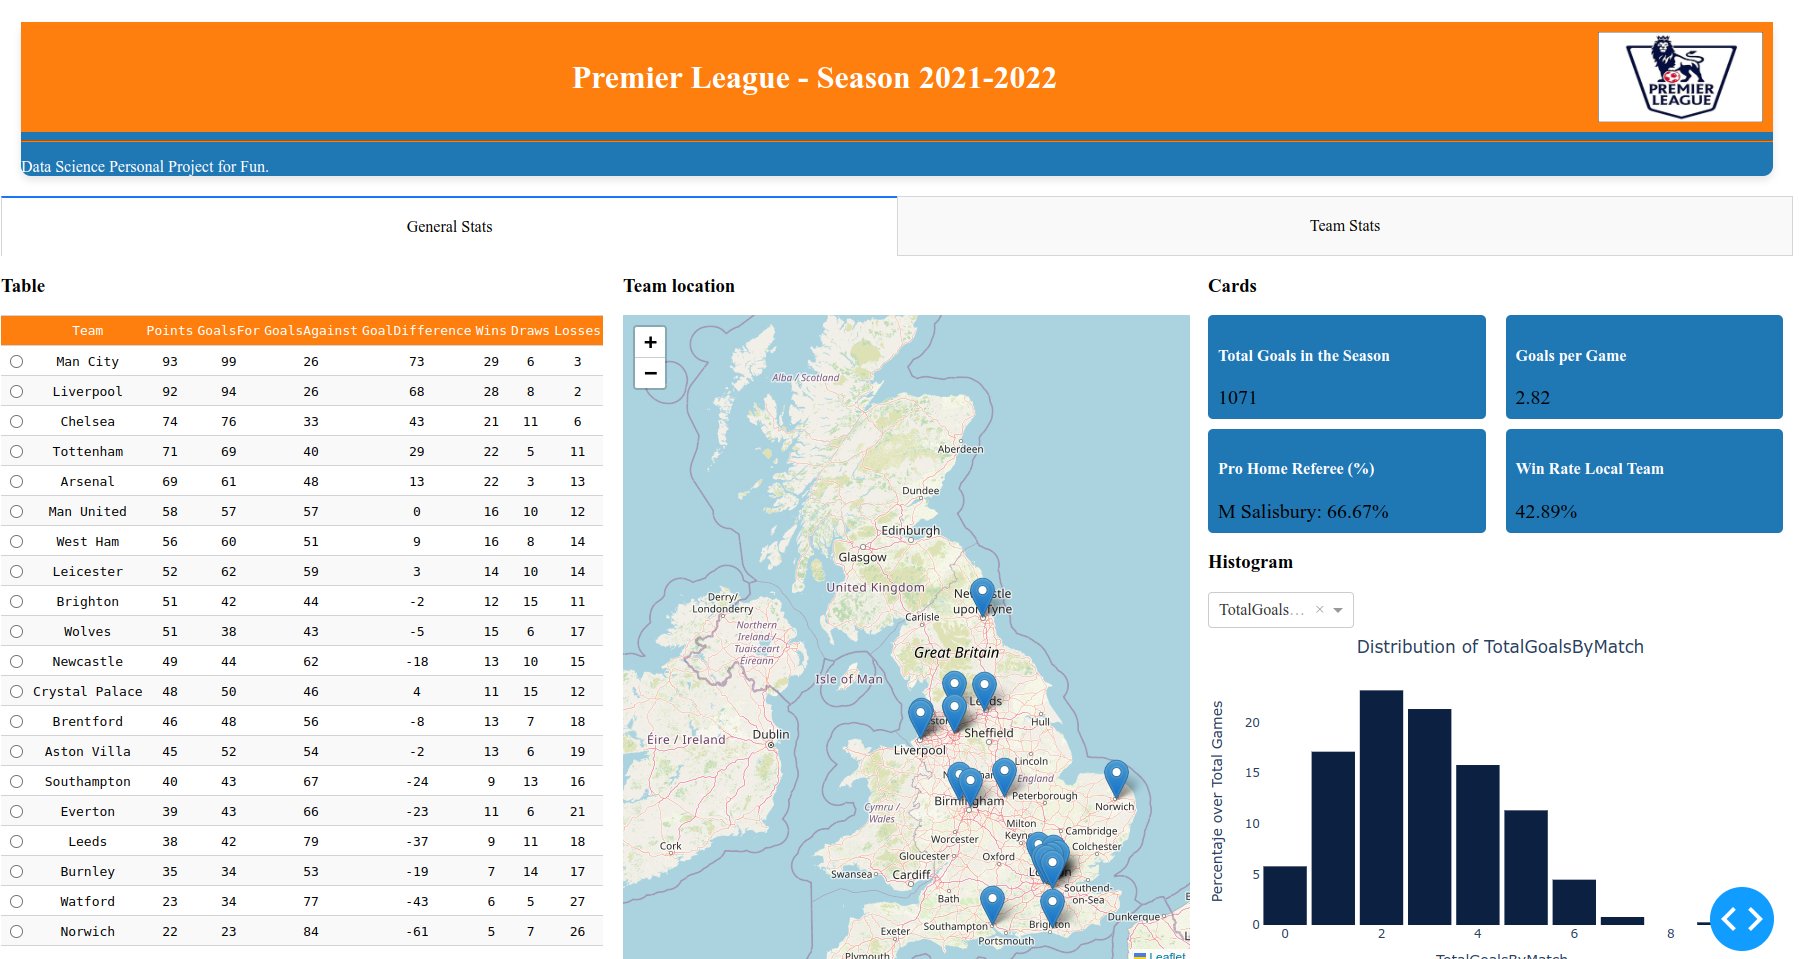 Premier League - Season 2021-2022
PREMIER
LEAGUE
Data Science Personal Project for Fun.
General Stats
Team Stats
Table
Team Points GoalsFor GoalsAgainst GoalDifference Wins Draws Losses
Man City 93 99 26 73 29 6 3
Liverpool 92 94 26 68 28 8 2
Chelsea 74 76 33 43 21 11 6
Tottenham 71 69 40 29 22 5 11
Arsenal 69 61 48 13 22 3 13
Man United 58 57 57 0 16 10 12
West Ham 56 60 51 9 16 8 14
Leicester 52 62 59 3 14 10 14
Brighton 51 42 44 -2 12 15 11
Wolves 51 38 43 -5 15 6 17
Newcastle 49 44 62 -18 13 10 15
Crystal Palace 48 50 46 4 11 15 12
Brentford 46 48 56 -8 13 7 18
Aston Villa 45 52 54 -2 13 6 19
Southampton 40 43 67 -24 9 13 16
Everton 39 43 66 -23 11 6 21
Leeds 38 42 79 -37 9 11 18
Burnley 35 34 53 -19 7 14 17
Watford 23 34 77 -43 6 5 27
Norwich 22 23 84 -61 5 7 26
Team location
+
−
Alba / Scotland
Aberdeen
Dundee
Edinburgh
Glasgow
United Kingdom
Derry/
Londonderry
Carlisle
Northern
Ireland /
Tuaisceart
Éireann
Great Britain
Isle of Man
Hull
Dublin
Éire / Ireland
Sheffield
Liverpool
Lincoln
England
Peterborough
Norwich
Cymru /
Wales
Milton
Cambridge
Worcester
Colchester
Cork
Gloucester
Oxford
Swansea
Cardiff
Southend-
on-Sea
Bath
Dunkerque
Southampton
Exeter
Portsmouth
Plymouth
Leaflet
Cards
Total Goals in the Season
1071
Goals per Game
2.82
Pro Home Referee (%)
M Salisbury: 66.67%
Win Rate Local Team
42.89%
Histogram
TotalGoals... × 
Distribution of TotalGoalsByMatch
Percentaje over Total Games
20
15
10
5
0
0 2 4 6 8
TotalGoalsByMatch